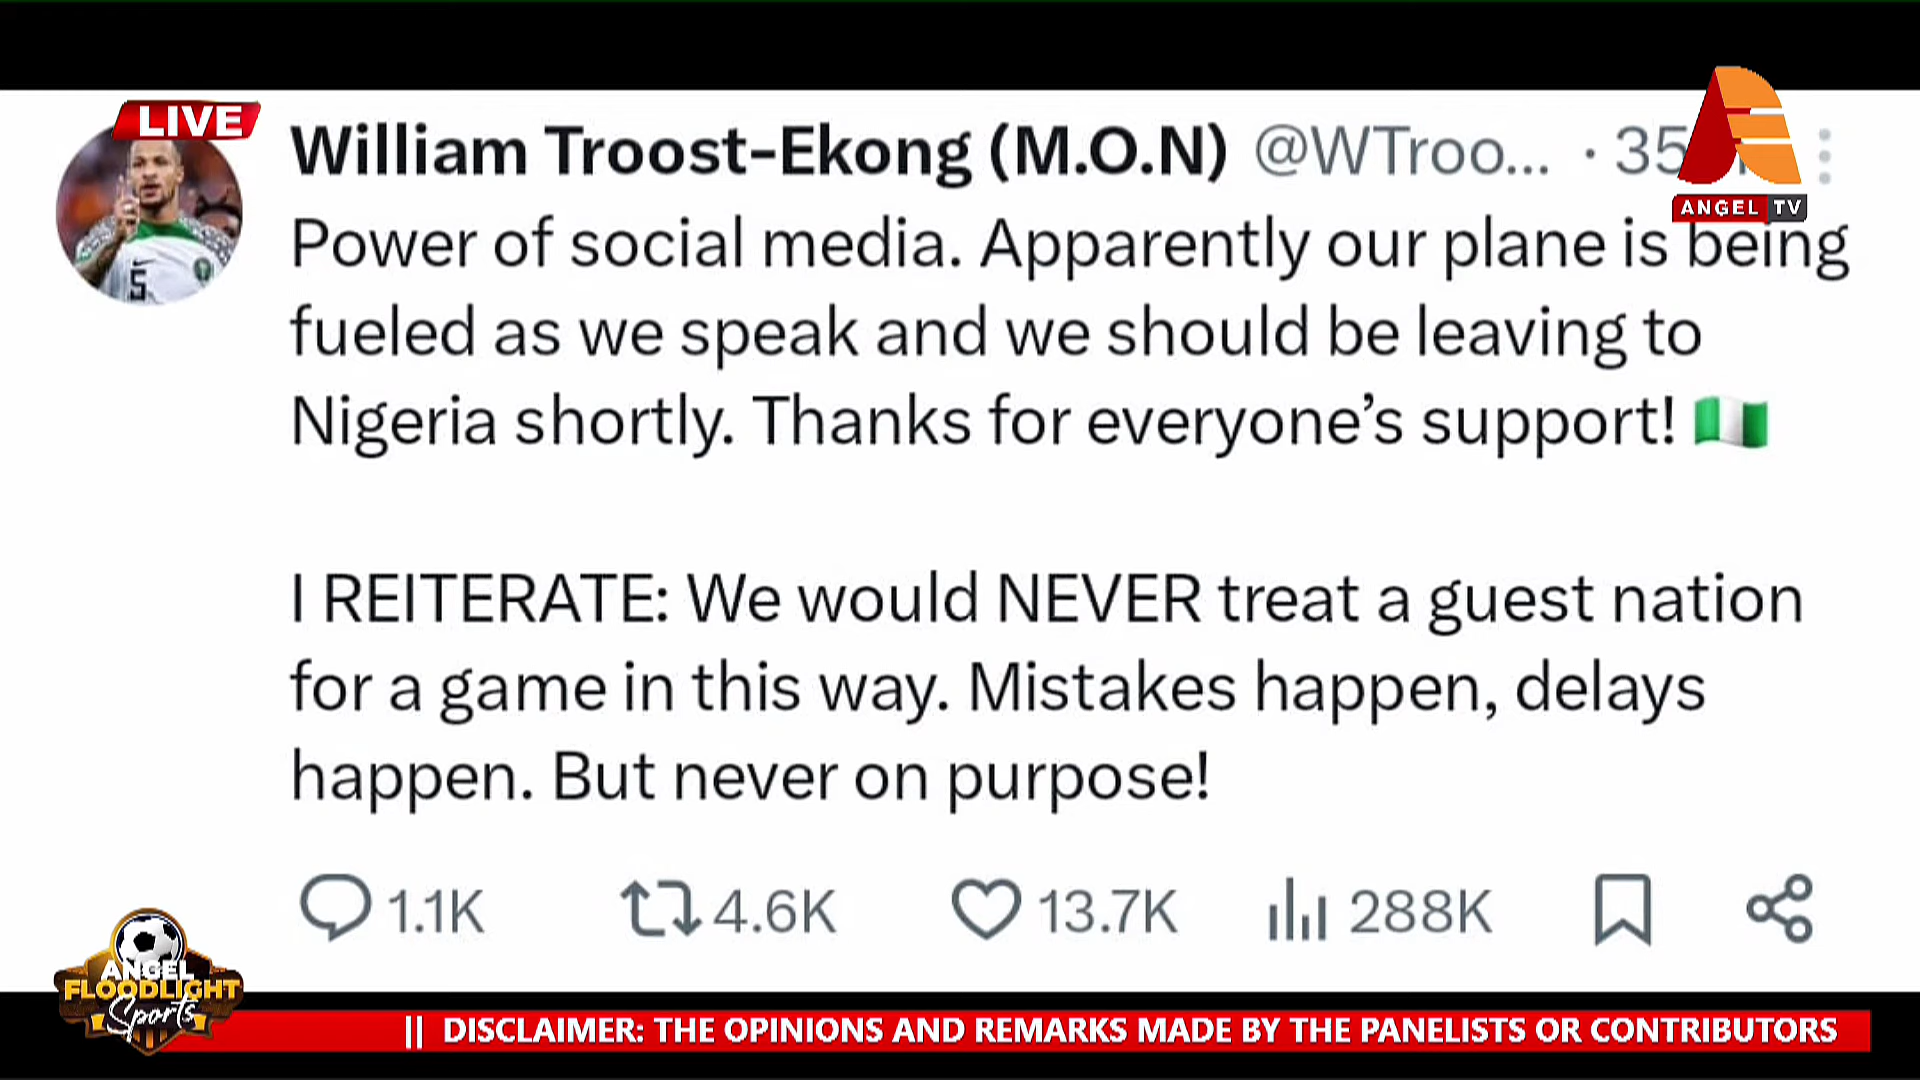 LIVE
William Troost-Ekong (M.O.N) @WTroo... · 35
ANGEL TV
Power of social media. Apparently our plane is being
fueled as we speak and we should be leaving to
Nigeria shortly. Thanks for everyone's support! 🇳🇬
I REITERATE: We would NEVER treat a guest nation
for a game in this way. Mistakes happen, delays
happen. But never on purpose!
1.1K 4.6K 13.7K 288K
ANGEL
FLOODLIGHT
Sports
|| DISCLAIMER: THE OPINIONS AND REMARKS MADE BY THE PANELISTS OR CONTRIBUTORS
5